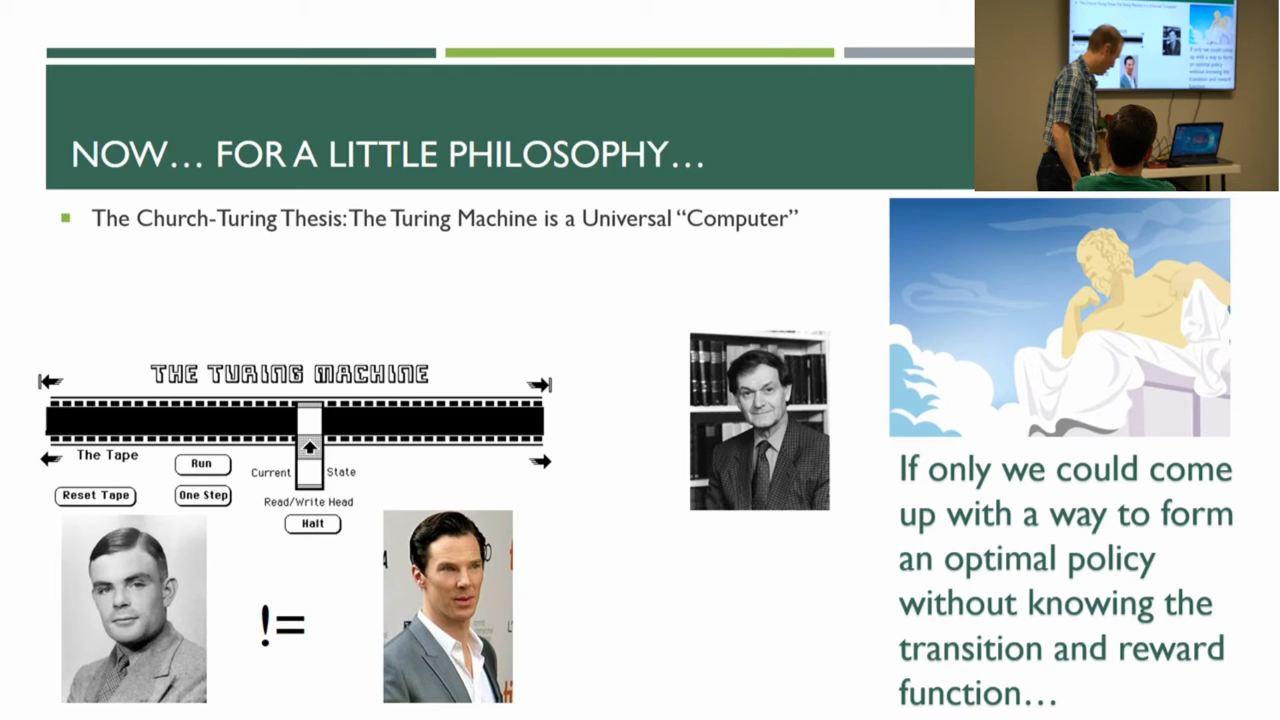 NOW... FOR A LITTLE PHILOSOPHY...
The Church-Turing Thesis: The Turing Machine is a Universal “Computer”
THE TURING MACHINE
The Tape
Run
Current
State
Reset Tape
One Step
Read/Write Head
Halt
!=
If only we could come
up with a way to form
an optimal policy
without knowing the
transition and reward
function...